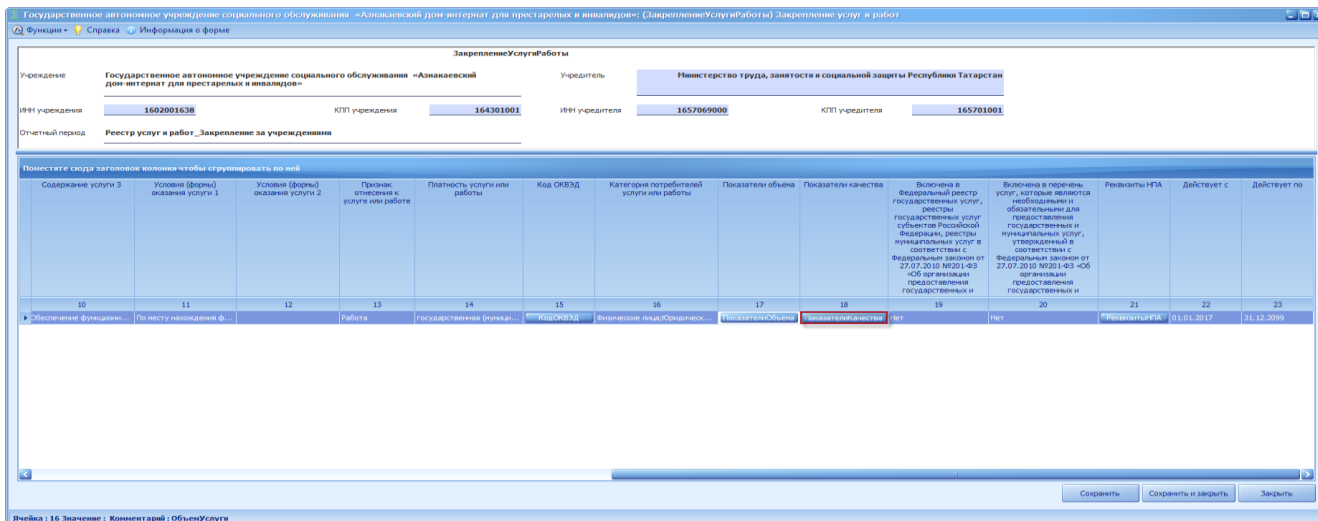 Государственное автономное учреждение социального обслуживания «Азнакаевский дом-интернат для престарелых и инвалидов»: (ЗакреплениеУслугиРаботы) Закрепление услуг и работ
Функции Справка Информация о форме
ЗакреплениеУслугиРаботы
Учреждение Государственное автономное учреждение социального обслуживания «Азнакаевский дом-интернат для престарелых и инвалидов» Учредитель Министерство труда, занятости и социальной защиты Республики Татарстан
ИНН учреждения 1602001638 КПП учреждения 164301001 ИНН учредителя 1657069000 КПП учредителя 165701001
Отчетный период Реестр услуг и работ_Закрепление за учреждениями
Поместите сюда заголовок колонки чтобы сгруппировать по ней
Содержание услуги 3
Условия (формы)
оказания услуги 1
Условия (формы)
оказания услуги 2
Признак
отнесения к
услуге или работе
Платность услуги или
работы
Код ОКВЭД
Категория потребителей
услуги или работы
Показатели объема
Показатели качества
Включена в
Федеральный реестр
государственных услуг,
реестры
государственных услуг
субъектов Российской
Федерации, реестры
муниципальных услуг в
соответствии с
Федеральным законом от
27.07.2010 №201-ФЗ
«Об организации
предоставления
государственных и
Включена в перечень
услуг, которые являются
необходимыми и
обязательными для
предоставления
государственных и
муниципальных услуг,
утвержденный в
соответствии с
Федеральным законом от
27.07.2010 №201-ФЗ «Об
организации
предоставления
государственных и
Реквизиты НПА
Действует с
Действует по
10 11 12 13 14 15 16 17 18 19 20 21 22 23
Обеспечение функциони... По месту нахождения ф... Работа государственная (муници... КодОКВЭД Физические лица;Юридическ... ПоказателиОбъема ПоказателиКачества Нет Нет РеквизитыНПА 01.01.2017 31.12.2099
Сохранить Сохранить и закрыть Закрыть
Ячейка : 16 Значение : Комментарий : ОбъемУслуги